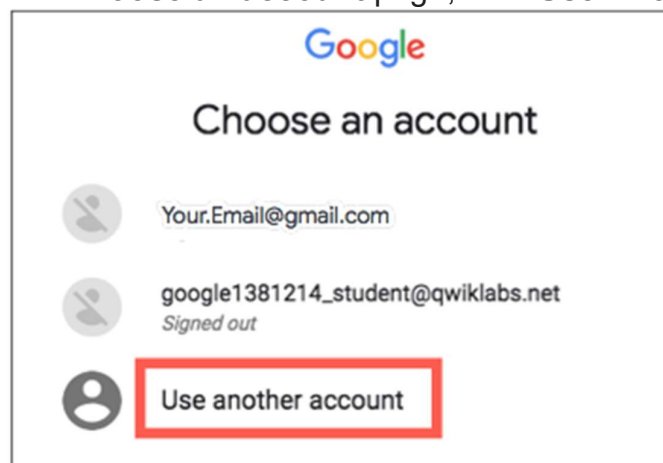 Google
Choose an account
Your.Email@gmail.com
google1381214_student@qwiklabs.net
Signed out
Use another account